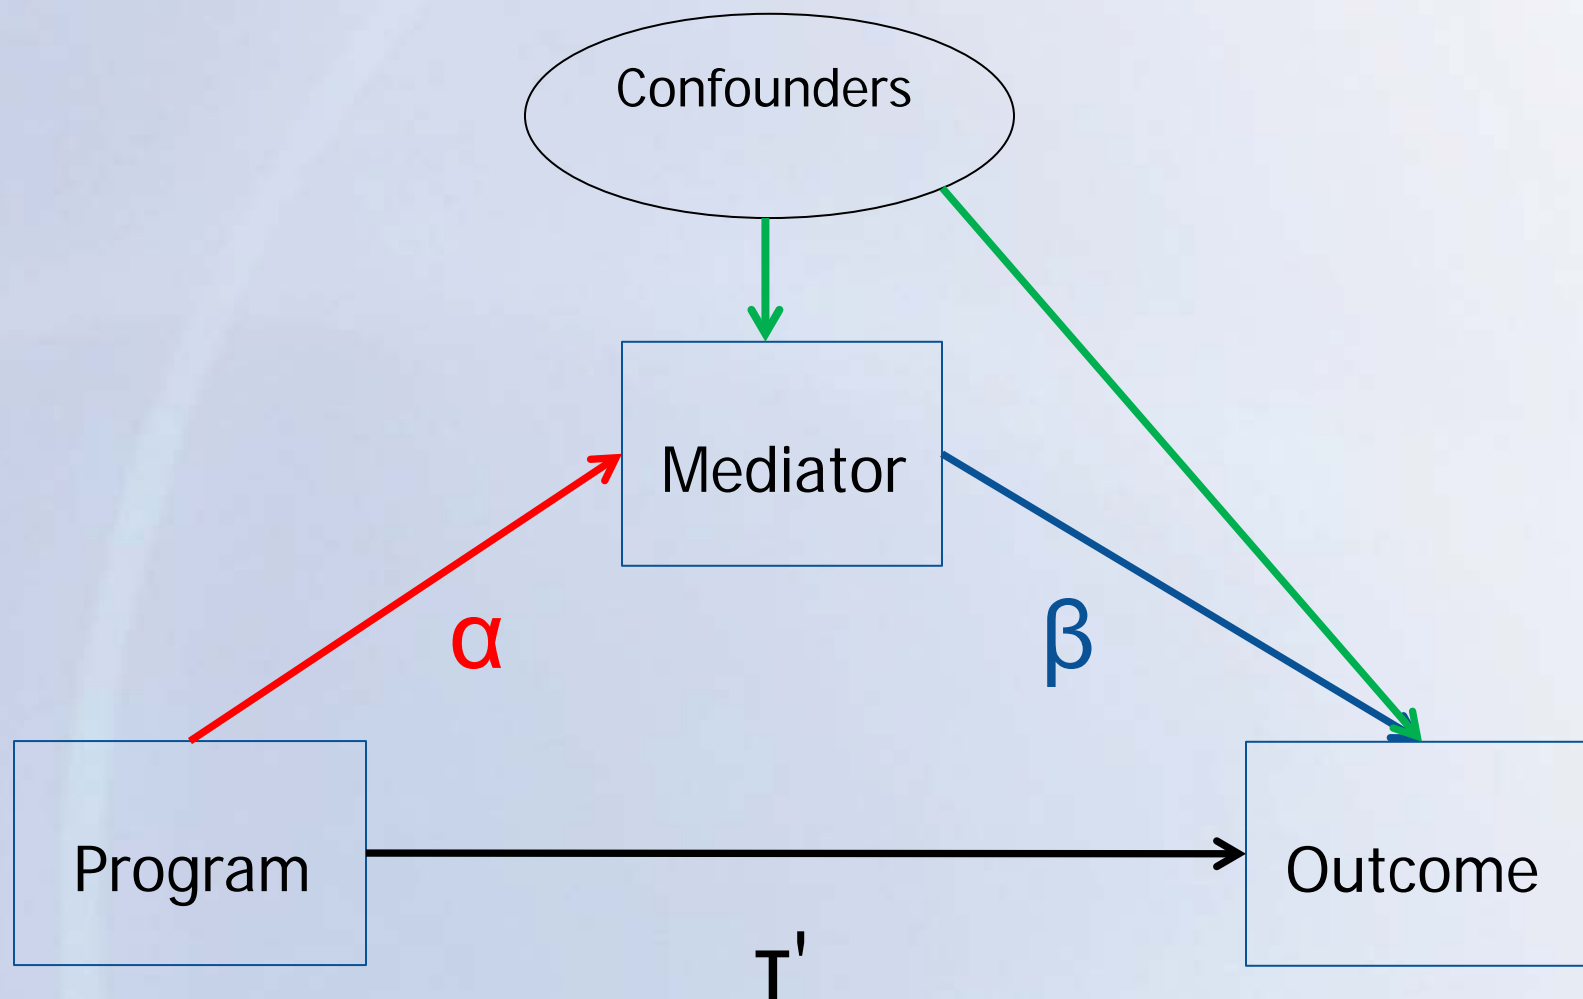 Confounders
Mediator
α
β
Program
Outcome
τ'